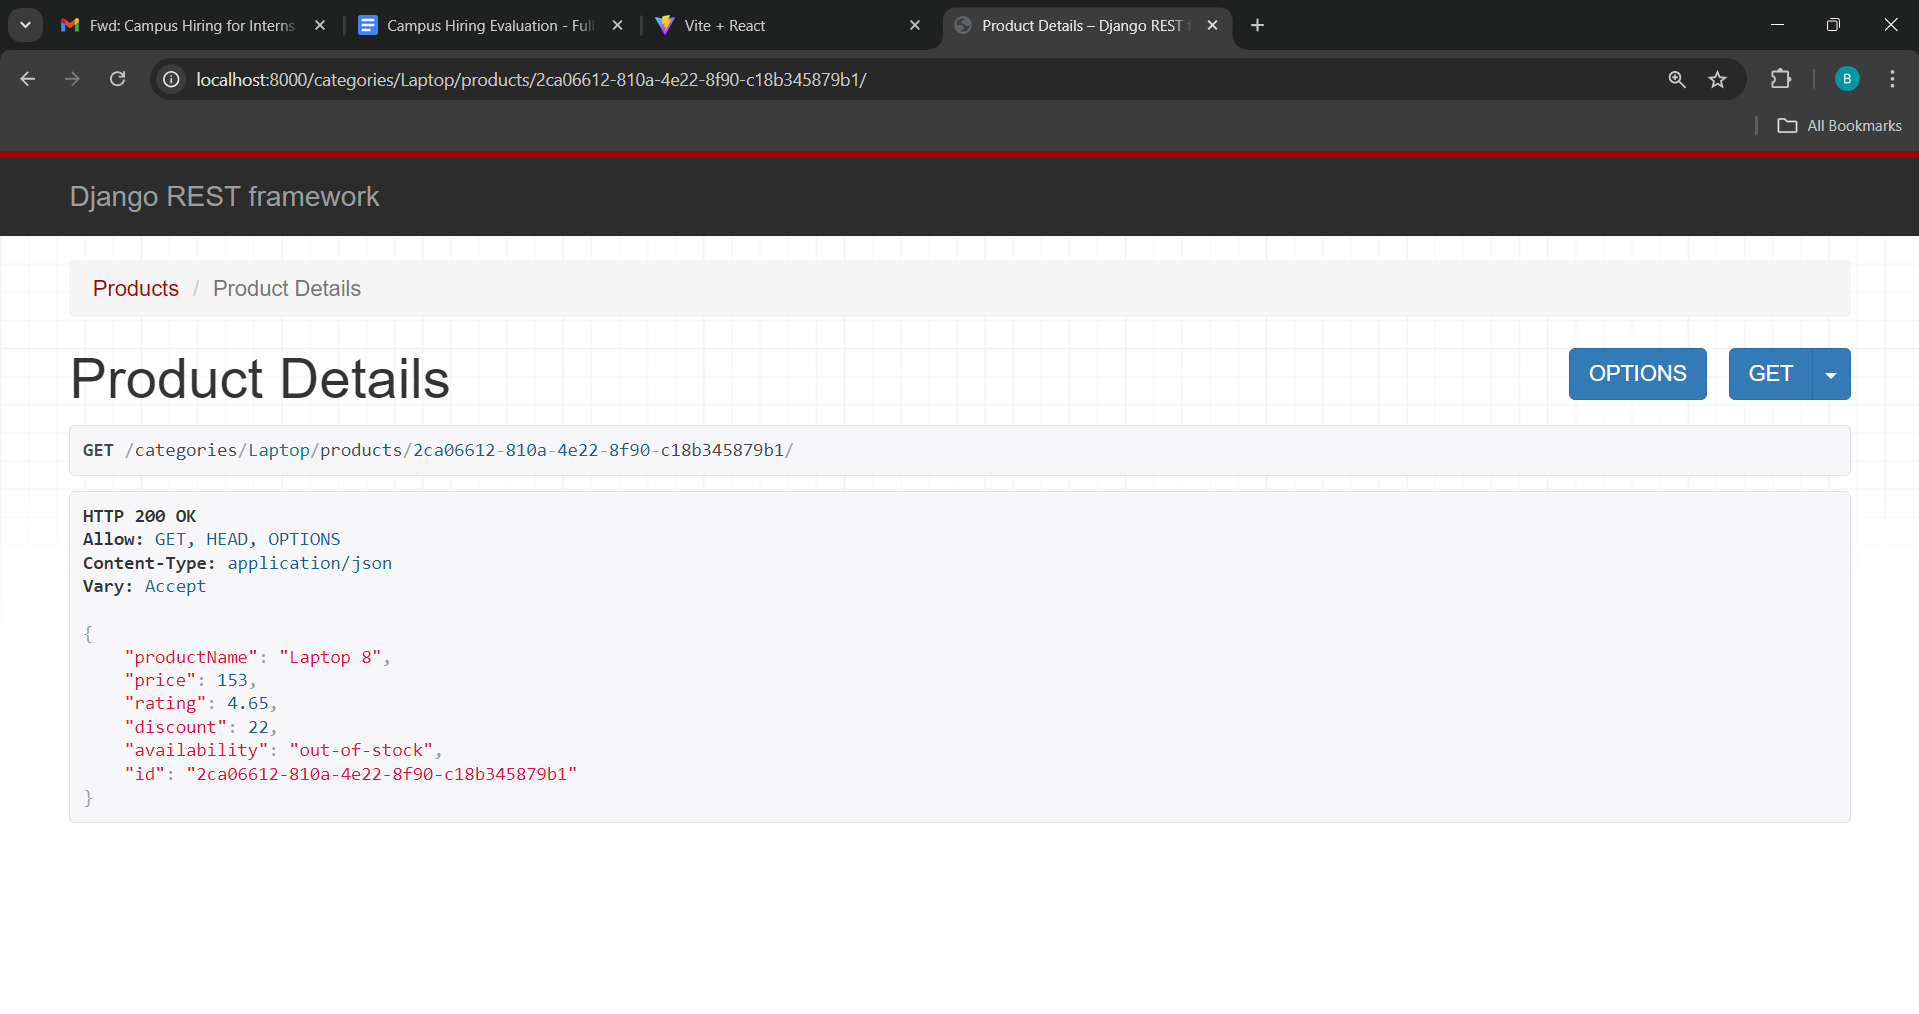 Fwd: Campus Hiring for Interns
Campus Hiring Evaluation - Full
Vite + React
Product Details – Django REST f
localhost:8000/categories/Laptop/products/2ca06612-810a-4e22-8f90-c18b345879b1/
B
All Bookmarks
Django REST framework
Products / Product Details
Product Details
OPTIONS
GET
GET /categories/Laptop/products/2ca06612-810a-4e22-8f90-c18b345879b1/
HTTP 200 OK
Allow: GET, HEAD, OPTIONS
Content-Type: application/json
Vary: Accept
{
"productName": "Laptop 8",
"price": 153,
"rating": 4.65,
"discount": 22,
"availability": "out-of-stock",
"id": "2ca06612-810a-4e22-8f90-c18b345879b1"
}